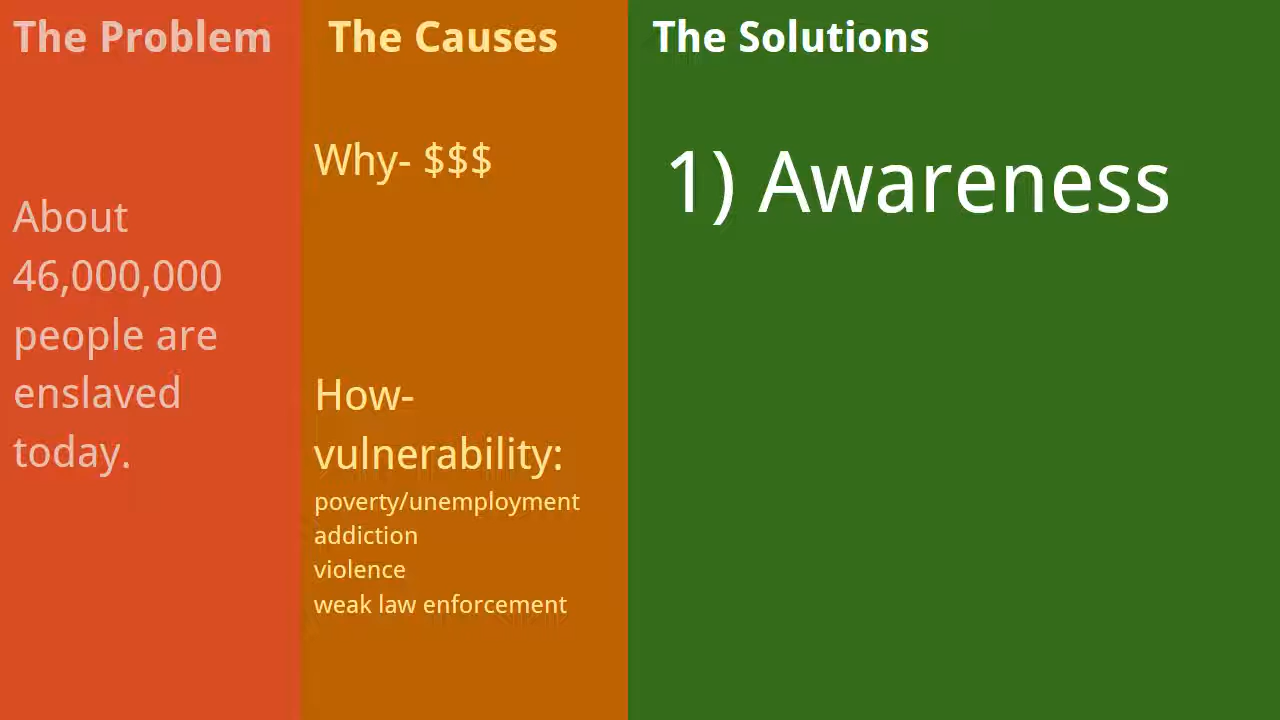 The Problem
About
46,000,000
people are
enslaved
today.
The Causes
Why- $$$
How-
vulnerability:
poverty/unemployment
addiction
violence
weak law enforcement
The Solutions
1) Awareness